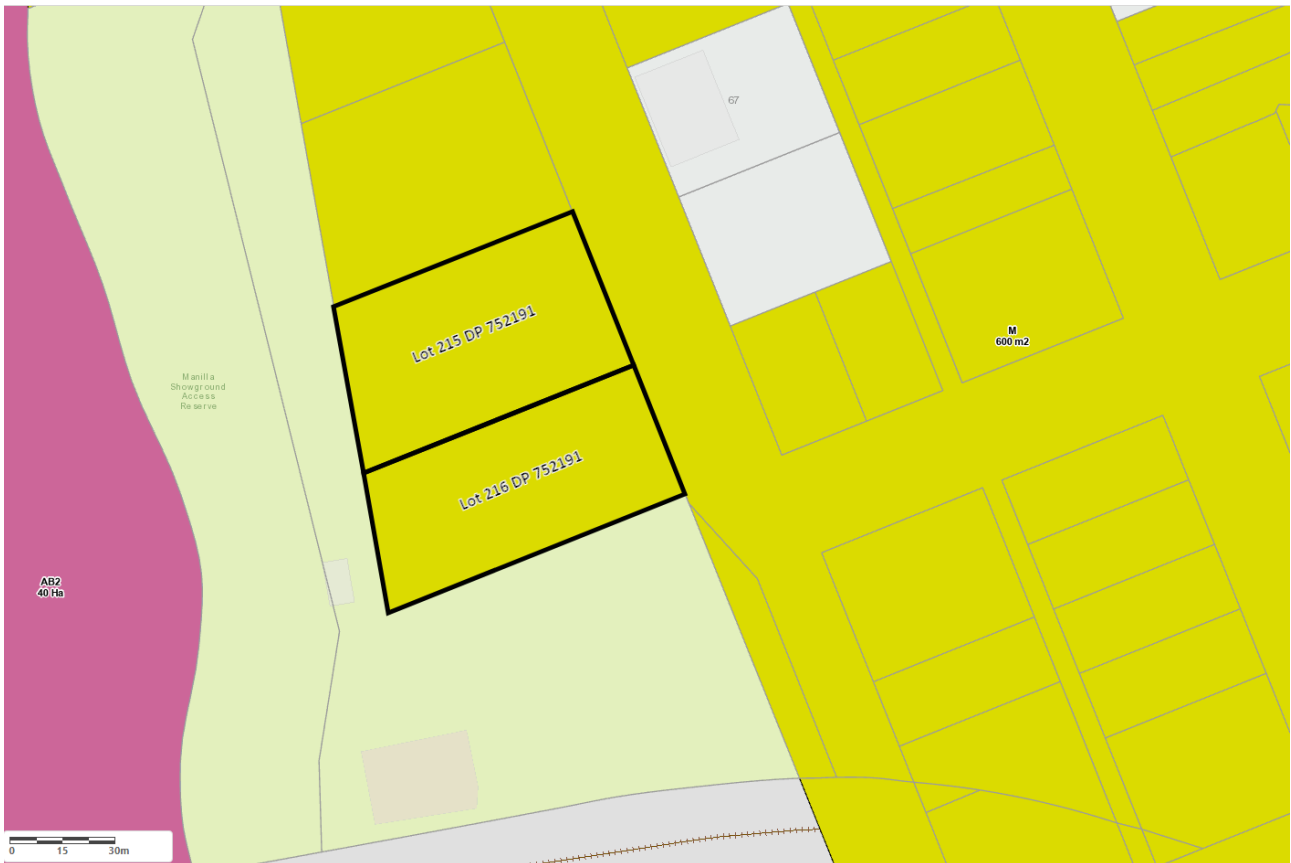 67
Lot 215 DP 752191
M
600 m2
Manilla
Showground
Access
Reserve
Lot 216 DP 752191
AB2
40 Ha
0 15 30m